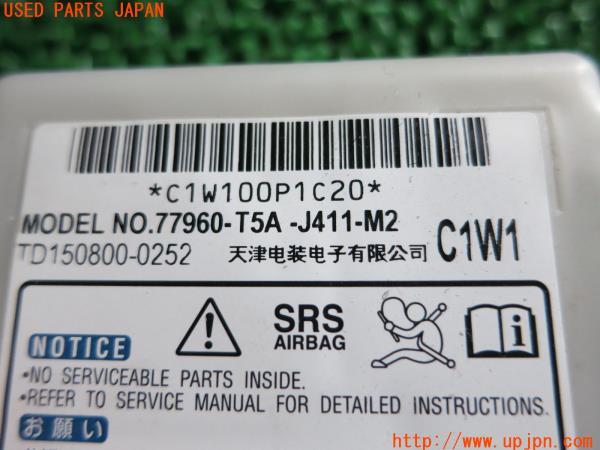 USED PARTS JAPAN
*C1W100P1C20*
MODEL NO.77960-T5A -J411-M2
TD150800-0252 天津电装电子有限公司 C1W1
SRS
AIRBAG
NOTICE
•NO SERVICEABLE PARTS INSIDE.
•REFER TO SERVICE MANUAL FOR DETAILED INSTRUCTIONS.
お願い
http://www.upjpn.com/